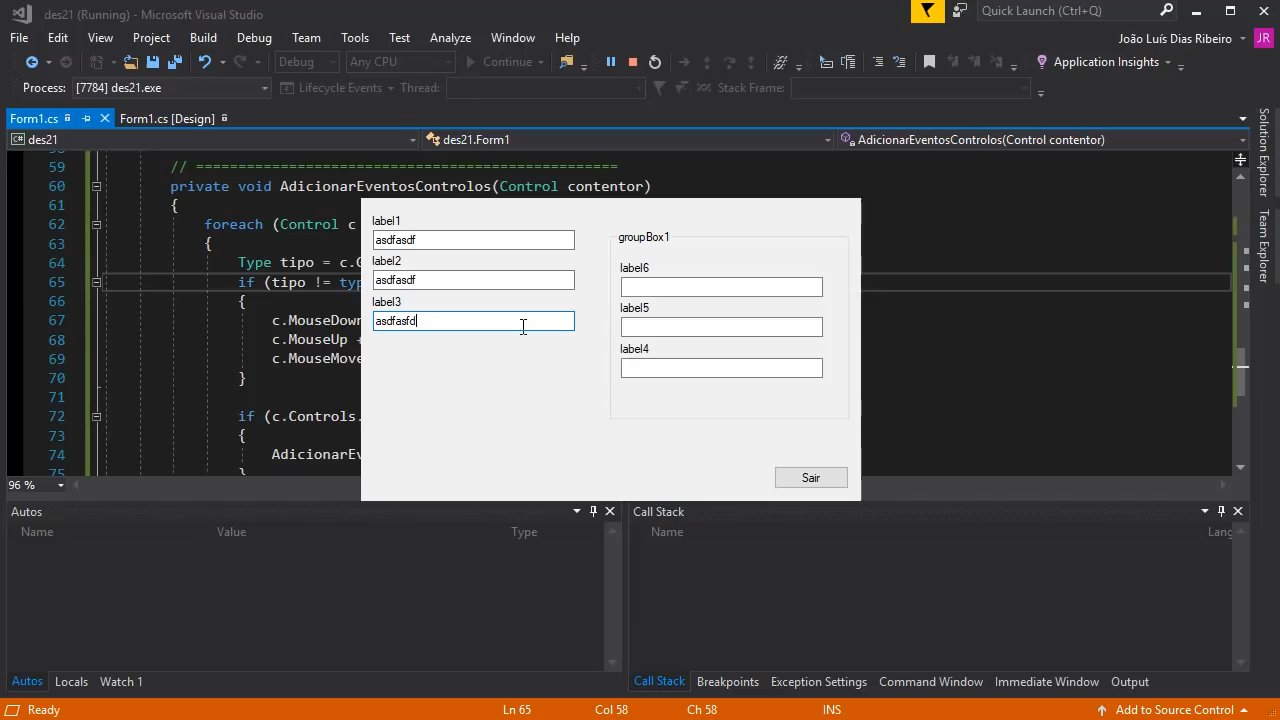 des21 (Running) - Microsoft Visual Studio
Quick Launch (Ctrl+Q)
File Edit View Project Build Debug Team Tools Test Analyze Window Help
João Luís Dias Ribeiro JR
Debug Any CPU Continue Application Insights
Process: [7784] des21.exe Lifecycle Events Thread: Stack Frame:
Form1.cs Form1.cs [Design]
des21 des21.Form1 AdicionarEventosControlos(Control contentor)
59 // ==================================================
60 private void AdicionarEventosControlos(Control contentor)
61 {
62 foreach (Control c
63 {
64 Type tipo = c.G
65 if (tipo != typ
66 {
67 c.MouseDown
68 c.MouseUp +
69 c.MouseMove
70 }
71
72 if (c.Controls.
73 {
74 AdicionarEv
75 }
label1
asdfasdf
label2
asdfasdf
label3
asdfasfd
groupBox1
label6
label5
label4
Sair
96 %
Solution Explorer
Team Explorer
Autos
Name Value Type
Call Stack
Name Lang
Autos Locals Watch 1
Call Stack Breakpoints Exception Settings Command Window Immediate Window Output
Ready Ln 65 Col 58 Ch 58 INS Add to Source Control